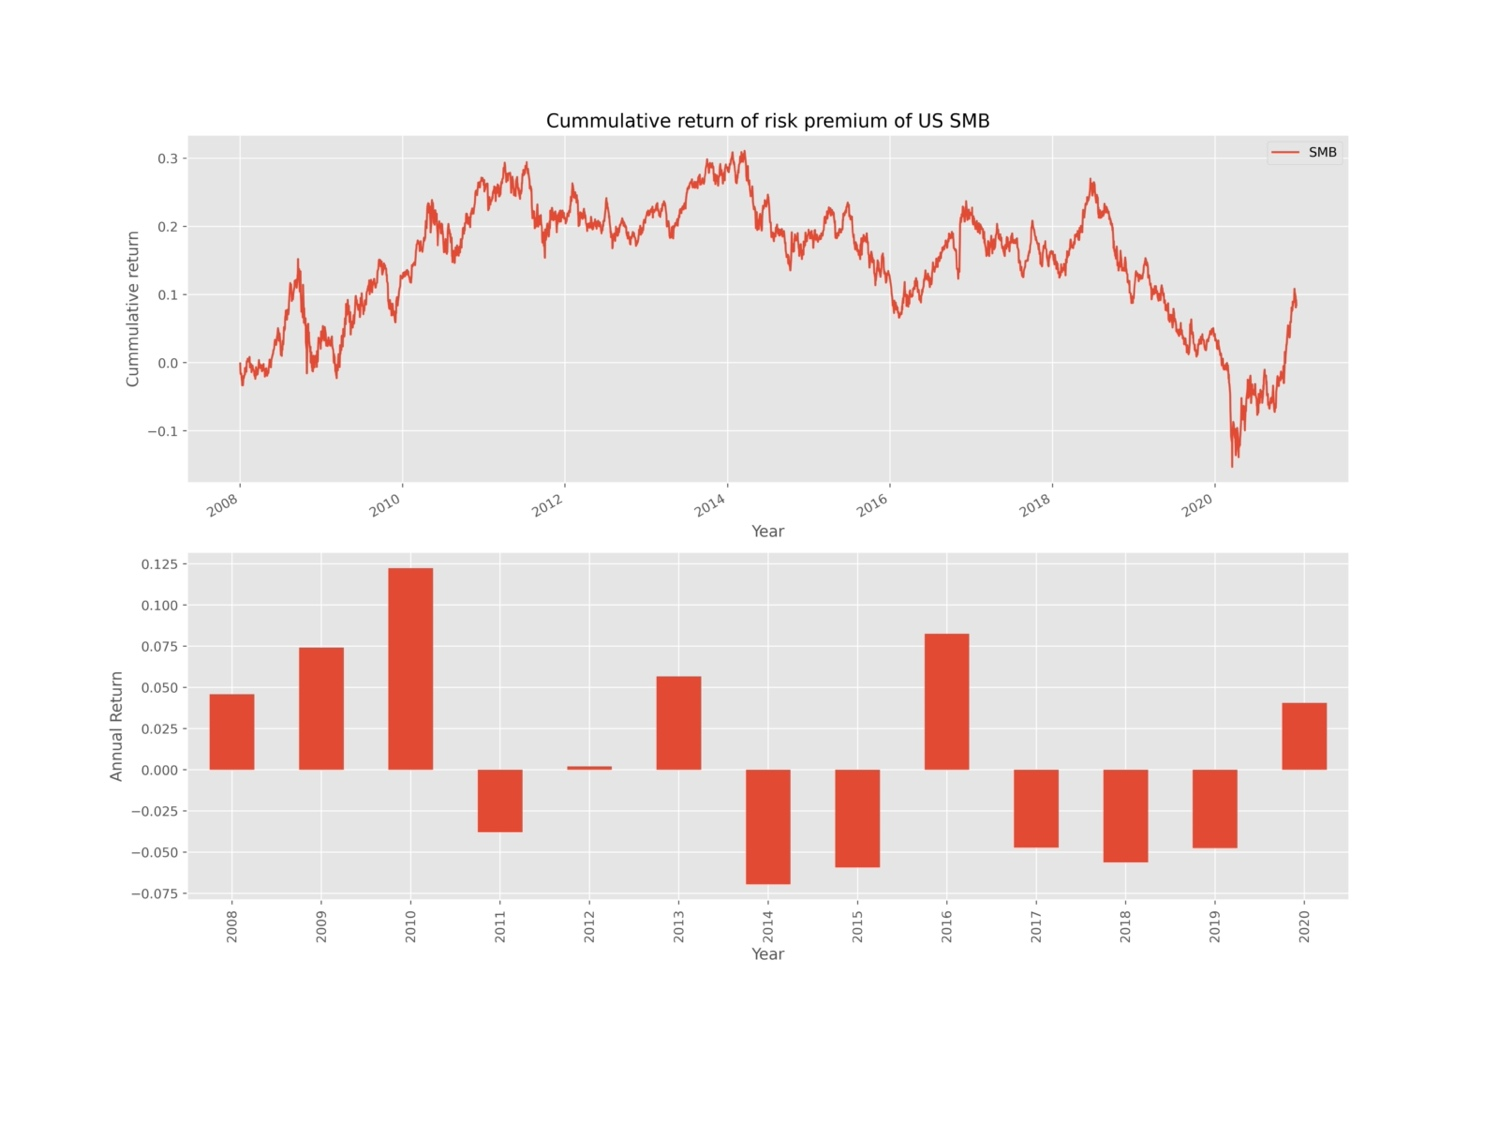 Cummulative return of risk premium of US SMB
SMB
Cummulative return
0.3
0.2
0.1
0.0
−0.1
2008 2010 2012 2014 2016 2018 2020
Year
Annual Return
0.125
0.100
0.075
0.050
0.025
0.000
−0.025
−0.050
−0.075
2008 2009 2010 2011 2012 2013 2014 2015 2016 2017 2018 2019 2020
Year